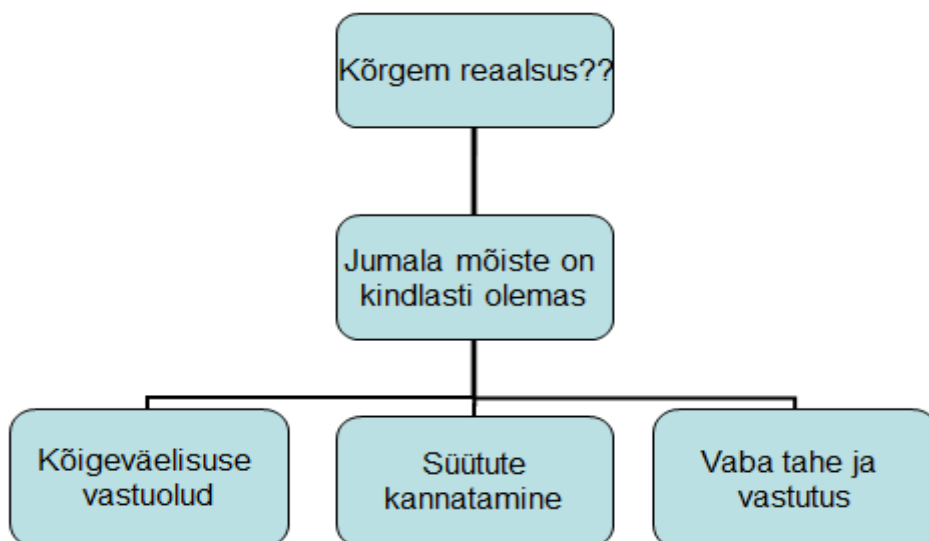 Kõrgem reaalsus??
Jumala mõiste on
kindlasti olemas
Kõigeväelisuse
vastuolud
Süütute
kannatamine
Vaba tahe ja
vastutus